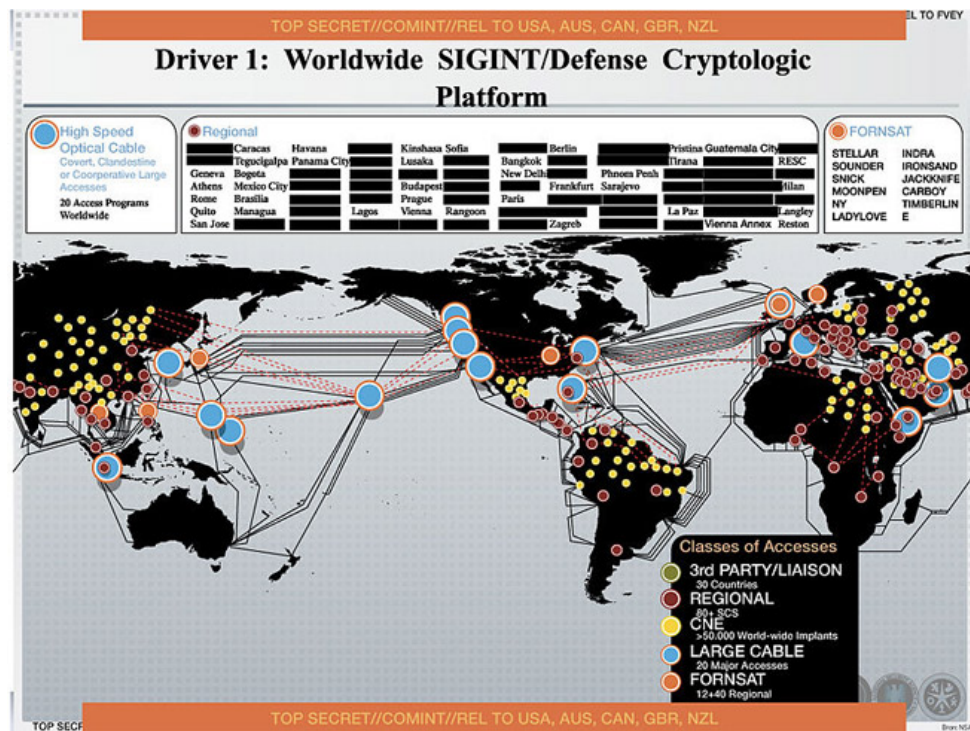 TOP SECRET//COMINT//REL TO USA, AUS, CAN, GBR, NZL
EL TO FVEY
Driver 1: Worldwide SIGINT/Defense Cryptologic
Platform
High Speed
Optical Cable
Covert, Clandestine
or Coorperative Large
Accesses
20 Access Programs
Worldwide
Regional
Caracas Havana Kinshasa Sofia Berlin Pristina Guatemala City
Tegucigalpa Panama City Lusaka Bangkok Tirana RESC
Geneva Bogota New Delhi Phnoen Penh
Athens Mexico City Budapest Frankfurt Sarajevo Milan
Rome Brasilia Prague Paris
Quito Managua Lagos Vienna Rangoon La Paz Langley
San Jose Zagreb Vienna Annex Reston
FORNSAT
STELLAR INDRA
SOUNDER IRONSAND
SNICK JACKKNIFE
MOONPEN CARBOY
NY TIMBERLIN
LADYLOVE E
Classes of Accesses
3rd PARTY/LIAISON
30 Countries
REGIONAL
80+ SCS
CNE
>50.000 World-wide Implants
LARGE CABLE
20 Major Accesses
FORNSAT
12+40 Regional
TOP SECRET//COMINT//REL TO USA, AUS, CAN, GBR, NZL
TOP SECR
Bron: NSA